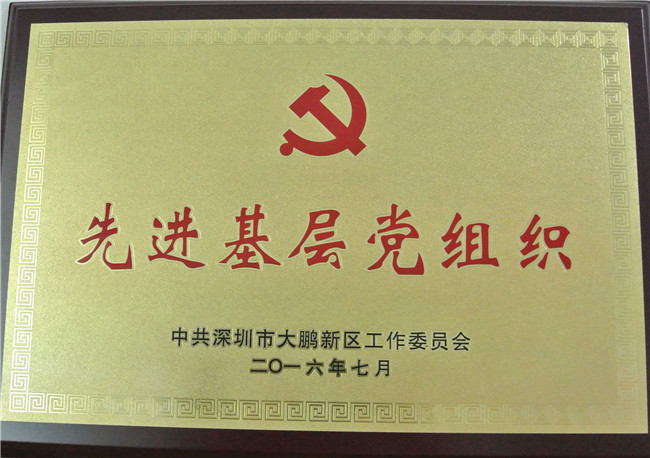 先进基层党组织
中共深圳市大鹏新区工作委员会
二〇一六年七月